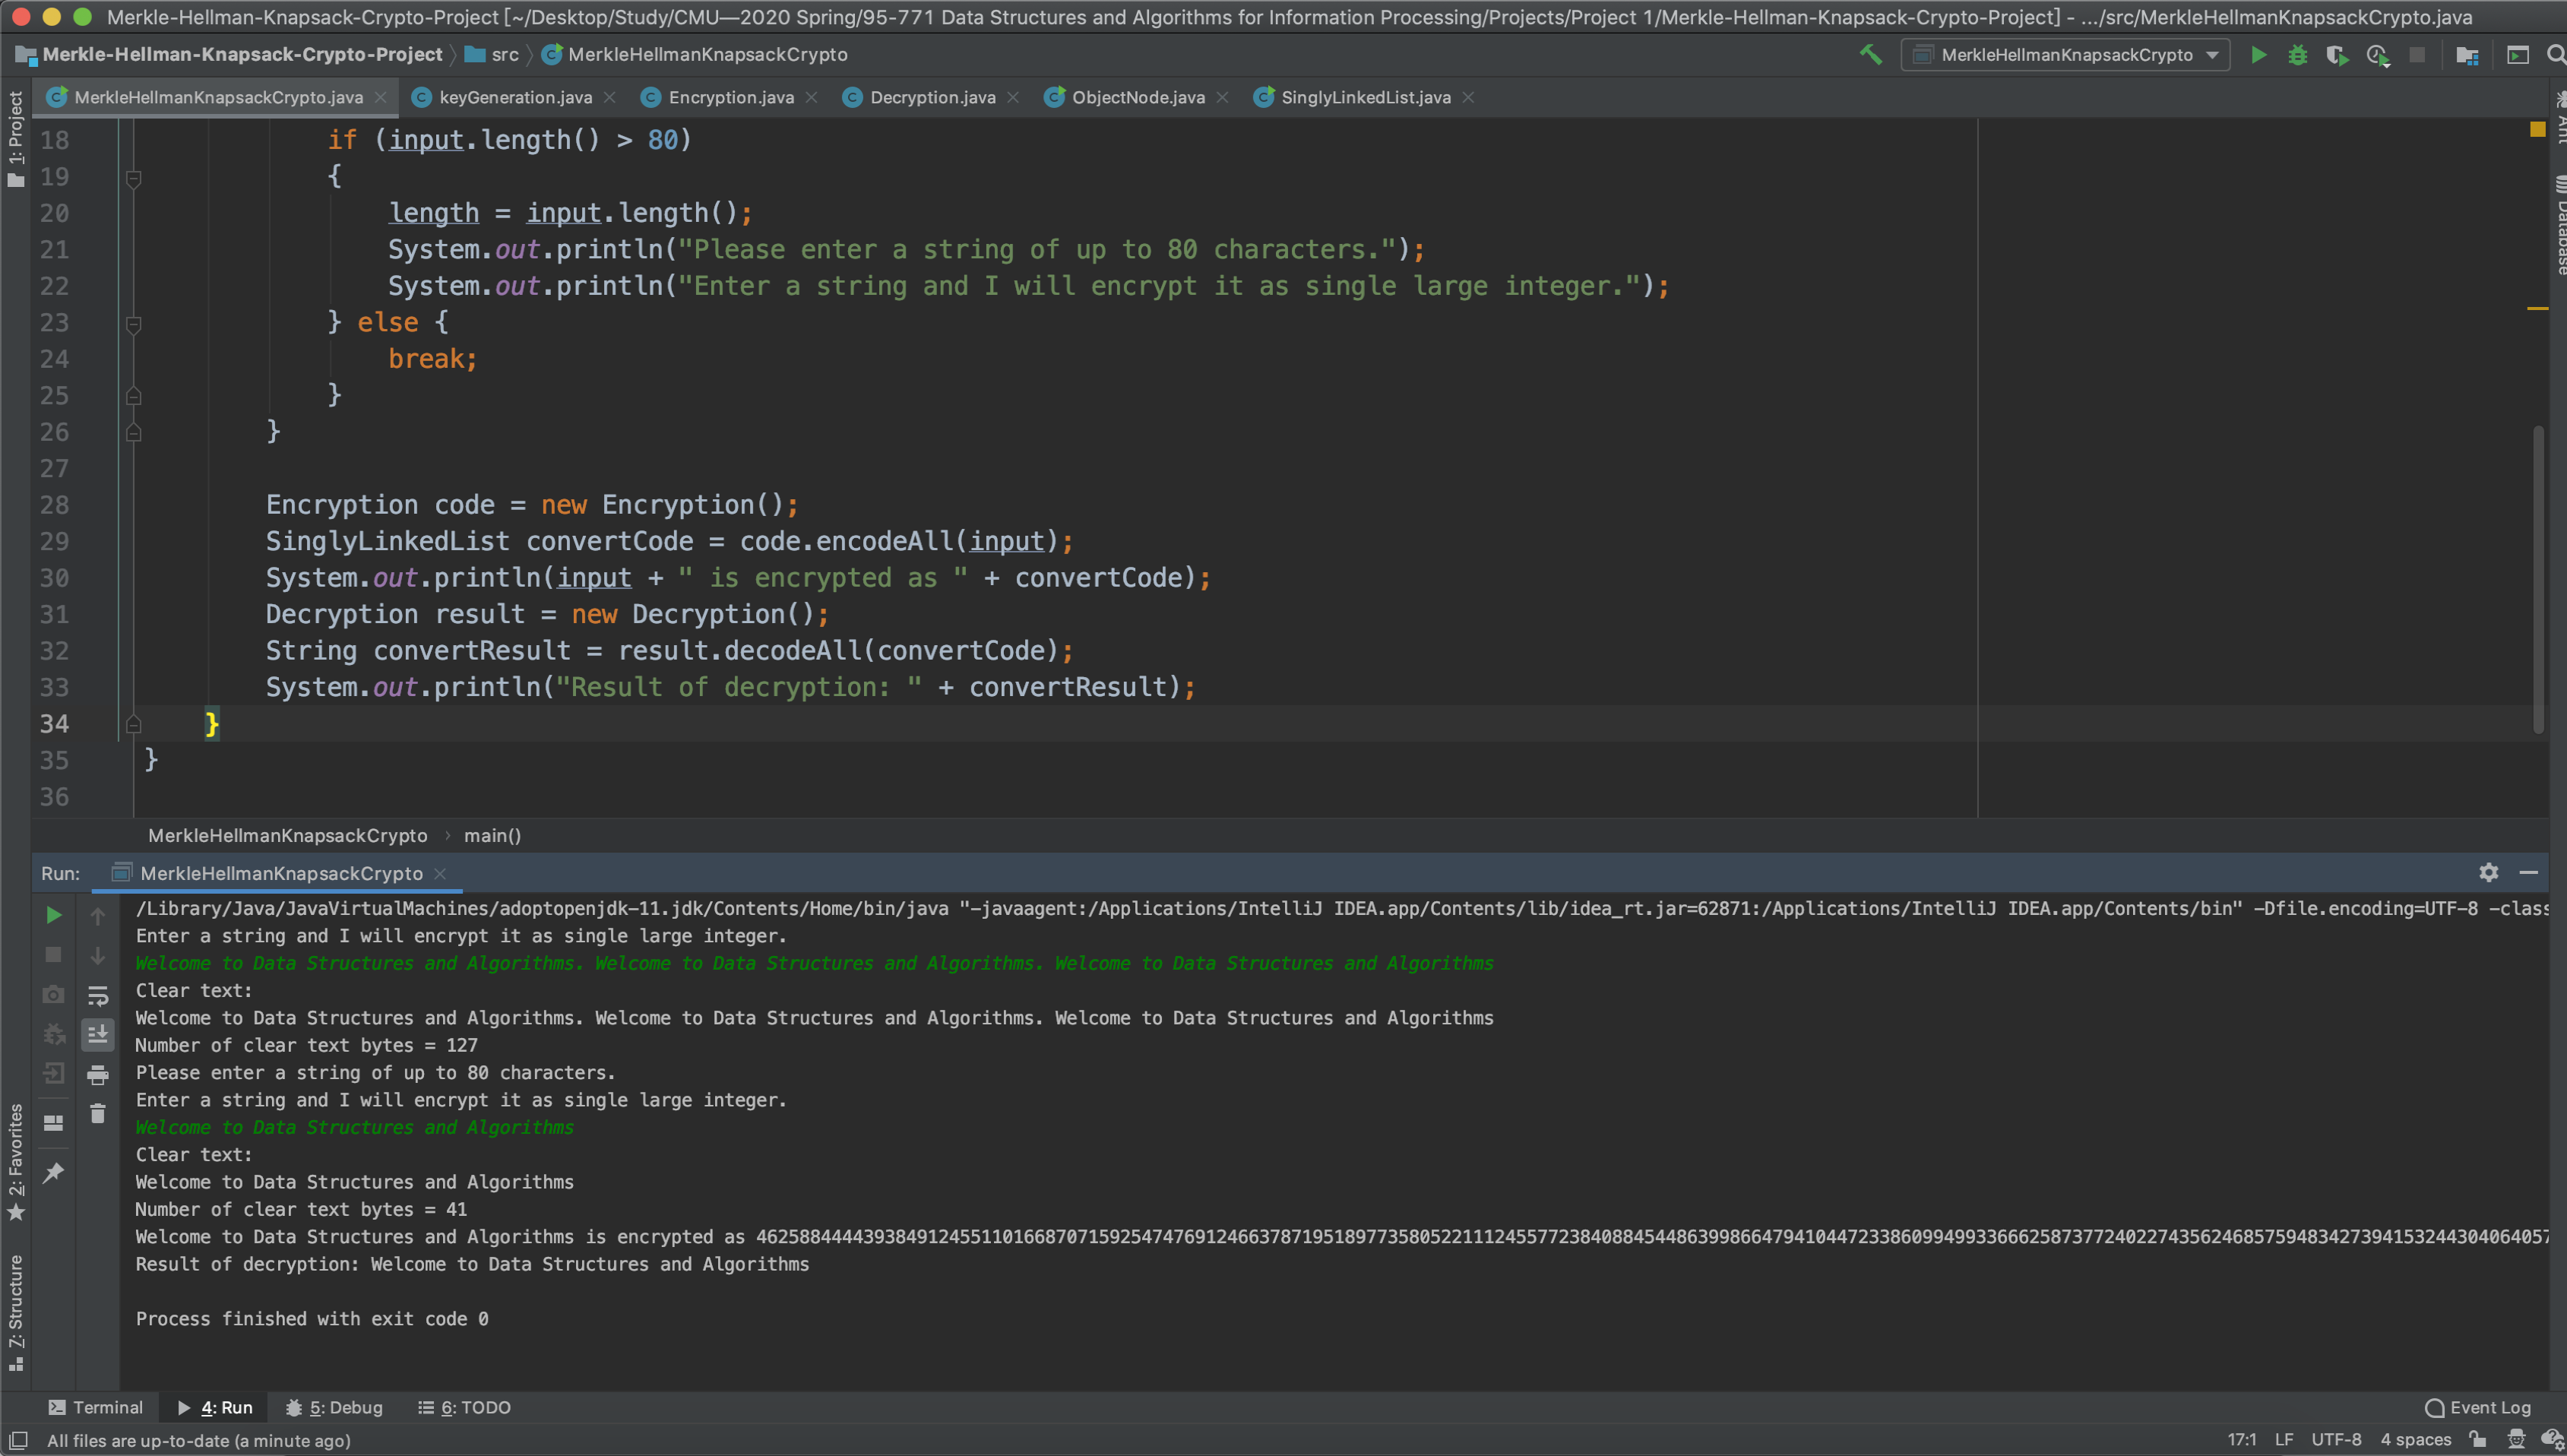 Merkle-Hellman-Knapsack-Crypto-Project [~/Desktop/Study/CMU—2020 Spring/95-771 Data Structures and Algorithms for Information Processing/Projects/Project 1/Merkle-Hellman-Knapsack-Crypto-Project] - .../src/MerkleHellmanKnapsackCrypto.java
Merkle-Hellman-Knapsack-Crypto-Project src MerkleHellmanKnapsackCrypto MerkleHellmanKnapsackCrypto
MerkleHellmanKnapsackCrypto.java keyGeneration.java Encryption.java Decryption.java ObjectNode.java SinglyLinkedList.java
1: Project
Ant
Database
18 if (input.length() > 80)
19 {
20 length = input.length();
21 System.out.println("Please enter a string of up to 80 characters.");
22 System.out.println("Enter a string and I will encrypt it as single large integer.");
23 } else {
24 break;
25 }
26 }
27
28 Encryption code = new Encryption();
29 SinglyLinkedList convertCode = code.encodeAll(input);
30 System.out.println(input + " is encrypted as " + convertCode);
31 Decryption result = new Decryption();
32 String convertResult = result.decodeAll(convertCode);
33 System.out.println("Result of decryption: " + convertResult);
34 }
35 }
36
MerkleHellmanKnapsackCrypto › main()
Run: MerkleHellmanKnapsackCrypto
/Library/Java/JavaVirtualMachines/adoptopenjdk-11.jdk/Contents/Home/bin/java "-javaagent:/Applications/IntelliJ IDEA.app/Contents/lib/idea_rt.jar=62871:/Applications/IntelliJ IDEA.app/Contents/bin" -Dfile.encoding=UTF-8 -class
Enter a string and I will encrypt it as single large integer.
Welcome to Data Structures and Algorithms. Welcome to Data Structures and Algorithms. Welcome to Data Structures and Algorithms
Clear text:
Welcome to Data Structures and Algorithms. Welcome to Data Structures and Algorithms. Welcome to Data Structures and Algorithms
Number of clear text bytes = 127
Please enter a string of up to 80 characters.
Enter a string and I will encrypt it as single large integer.
Welcome to Data Structures and Algorithms
Clear text:
Welcome to Data Structures and Algorithms
Number of clear text bytes = 41
Welcome to Data Structures and Algorithms is encrypted as 46258844443938491245511016687071592547476912466378719518977358052211124557723840884544863998664794104472338609949933666258737724022743562468575948342739415324430406405​7
Result of decryption: Welcome to Data Structures and Algorithms
Process finished with exit code 0
2: Favorites
Z: Structure
Terminal 4: Run 5: Debug 6: TODO Event Log
All files are up-to-date (a minute ago) 17:1 LF UTF-8 4 spaces